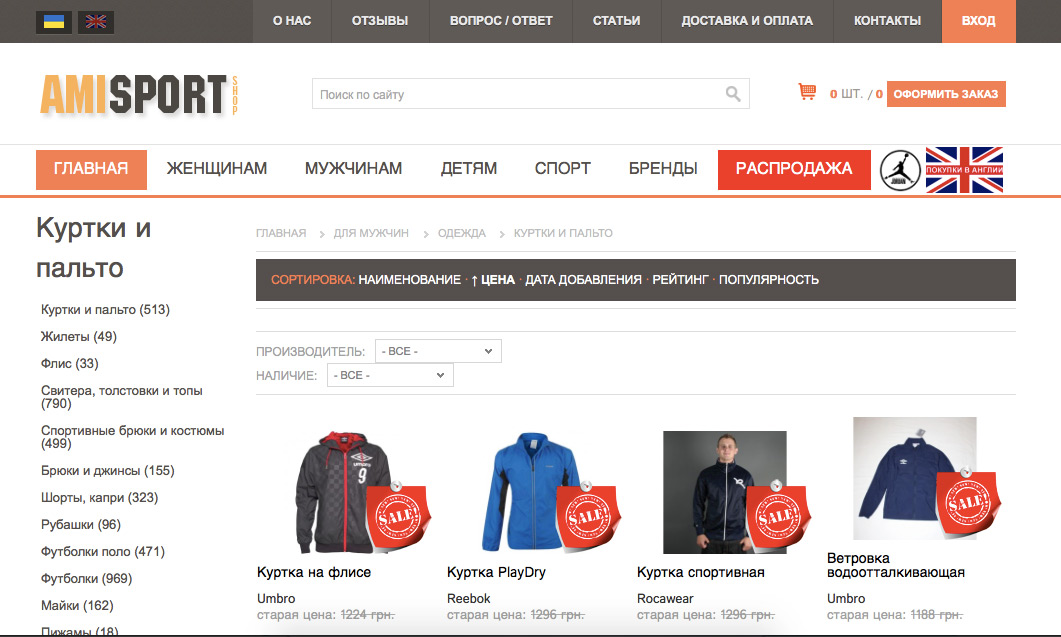 О НАС
ОТЗЫВЫ
ВОПРОС / ОТВЕТ
СТАТЬИ
ДОСТАВКА И ОПЛАТА
КОНТАКТЫ
ВХОД
AMISPORT SHOP
Поиск по сайту
0 ШТ. / 0
ОФОРМИТЬ ЗАКАЗ
ГЛАВНАЯ
ЖЕНЩИНАМ
МУЖЧИНАМ
ДЕТЯМ
СПОРТ
БРЕНДЫ
РАСПРОДАЖА
JORDAN
ПОКУПКИ В АНГЛИИ
Куртки и
пальто
Куртки и пальто (513)
Жилеты (49)
Флис (33)
Свитера, толстовки и топы
(790)
Спортивные брюки и костюмы
(499)
Брюки и джинсы (155)
Шорты, капри (323)
Рубашки (96)
Футболки поло (471)
Футболки (969)
Майки (162)
Пижамы (18)
ГЛАВНАЯ > ДЛЯ МУЖЧИН > ОДЕЖДА > КУРТКИ И ПАЛЬТО
СОРТИРОВКА: НАИМЕНОВАНИЕ · ↑ ЦЕНА · ДАТА ДОБАВЛЕНИЯ · РЕЙТИНГ · ПОПУЛЯРНОСТЬ
ПРОИЗВОДИТЕЛЬ: - ВСЕ -
НАЛИЧИЕ: - ВСЕ -
umbro
9
SALE!
Куртка на флисе
Umbro
старая цена: 1224 грн.
SALE!
Куртка PlayDry
Reebok
старая цена: 1296 грн.
SALE!
Куртка спортивная
Rocawear
старая цена: 1296 грн.
SALE!
Ветровка
водоотталкивающая
Umbro
старая цена: 1188 грн.